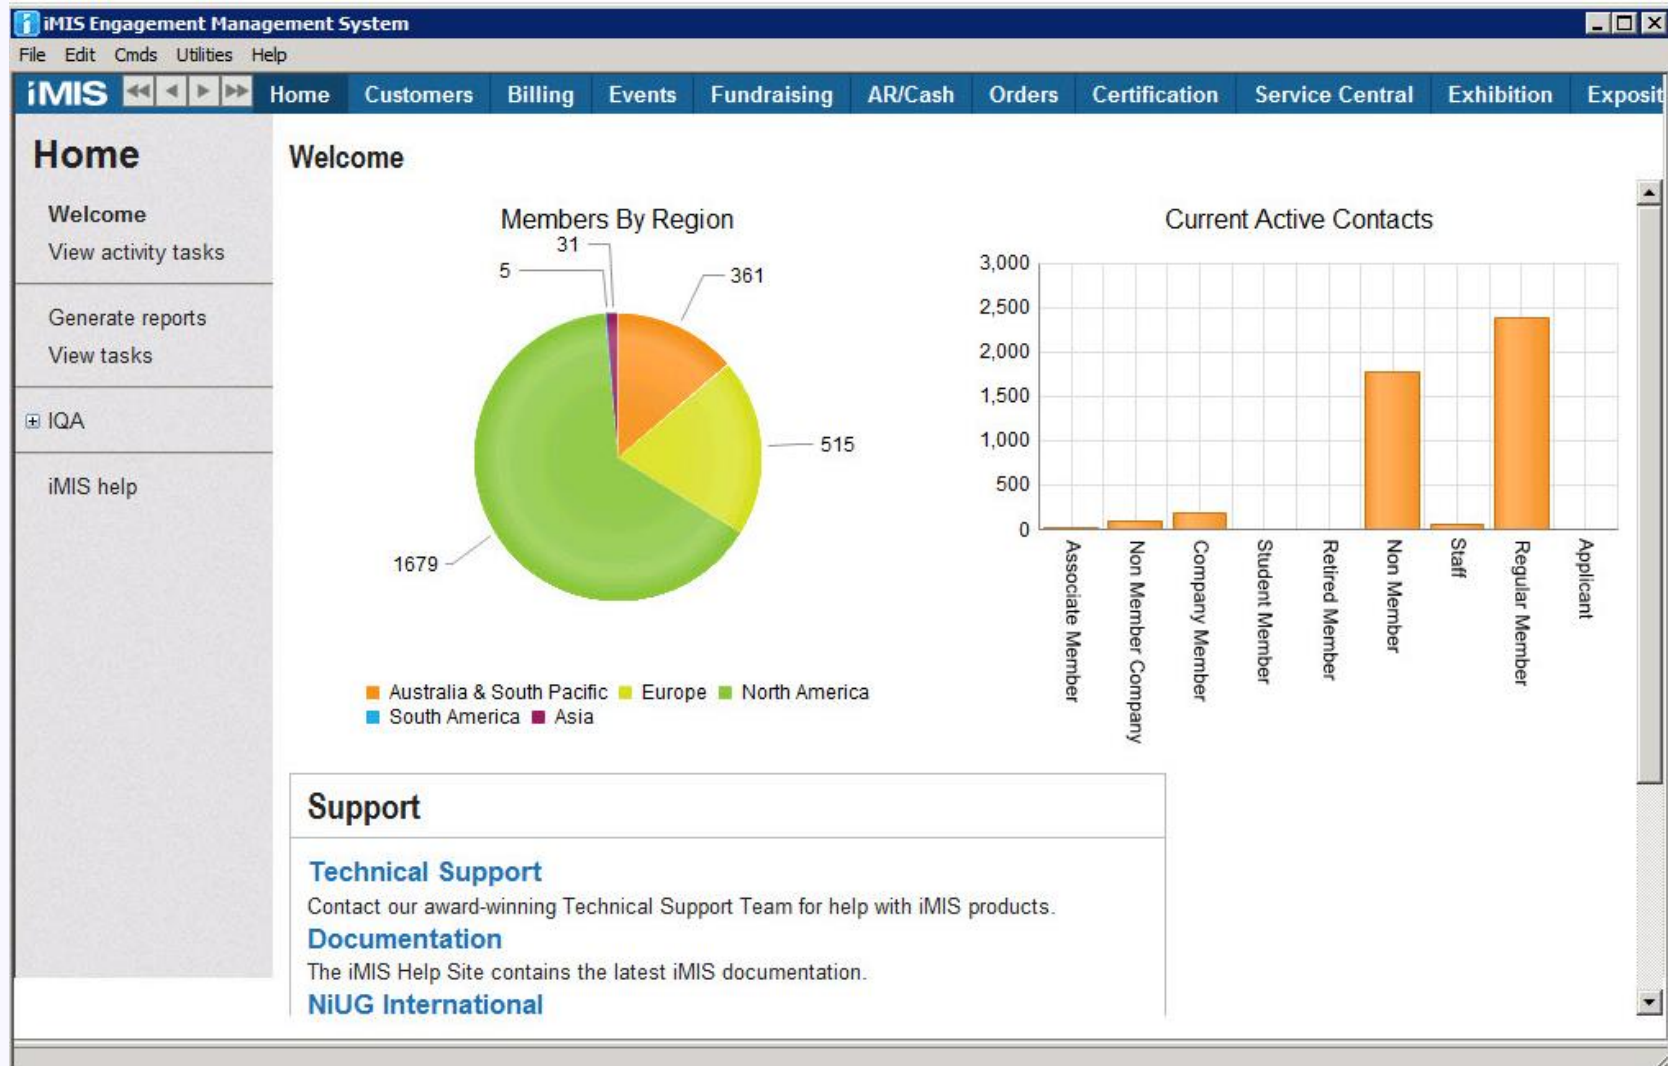 iMIS Engagement Management System
File Edit Cmds Utilities Help
iMIS Home Customers Billing Events Fundraising AR/Cash Orders Certification Service Central Exhibition Exposit
Home
Welcome
View activity tasks
Generate reports
View tasks
IQA
iMIS help
Welcome
Members By Region
31
5
361
515
1679
Australia & South Pacific Europe North America
South America Asia
Current Active Contacts
3,000
2,500
2,000
1,500
1,000
500
0
Associate Member
Non Member Company
Company Member
Student Member
Retired Member
Non Member
Staff
Regular Member
Applicant
Support
Technical Support
Contact our award-winning Technical Support Team for help with iMIS products.
Documentation
The iMIS Help Site contains the latest iMIS documentation.
NiUG International